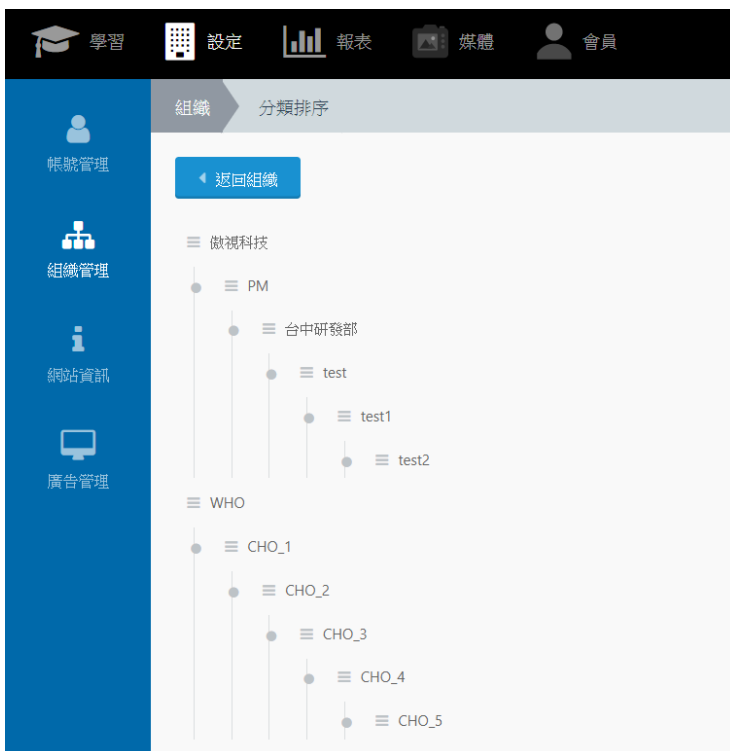 學習 設定 報表 媒體 會員
組織 分類排序
帳號管理
組織管理
網站資訊
廣告管理
返回組織
傲視科技
PM
台中研發部
test
test1
test2
WHO
CHO_1
CHO_2
CHO_3
CHO_4
CHO_5